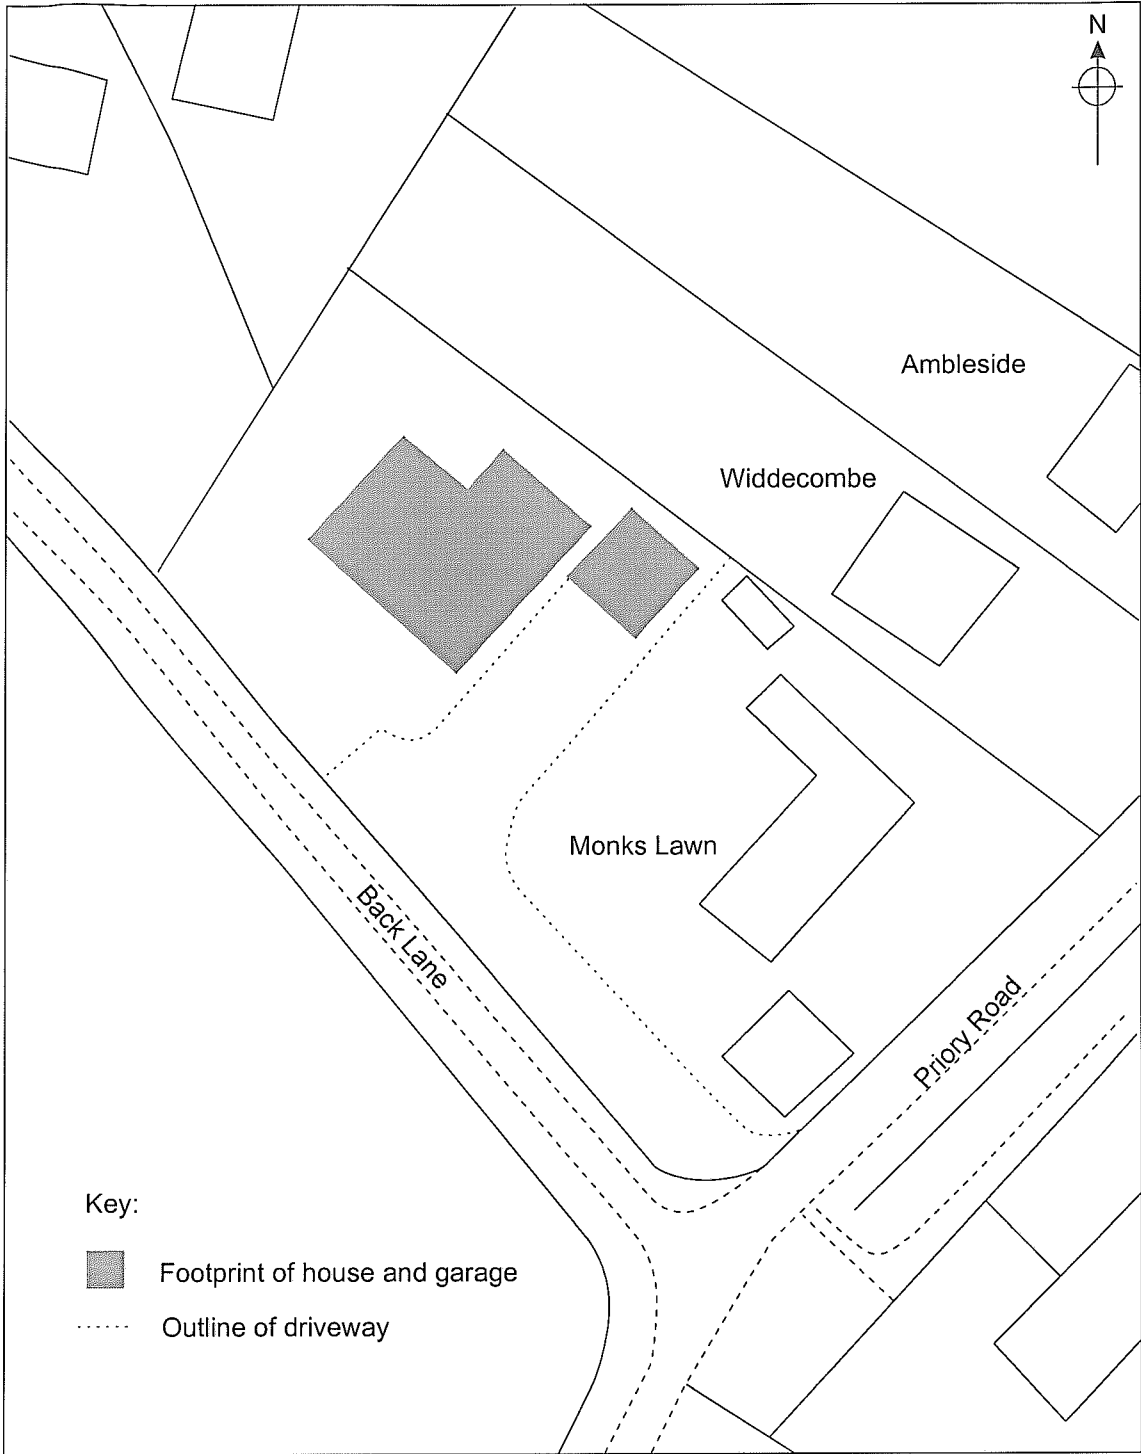 N
Ambleside
Widdecombe
Monks Lawn
Back Lane
Priory Road
Key:
Footprint of house and garage
Outline of driveway